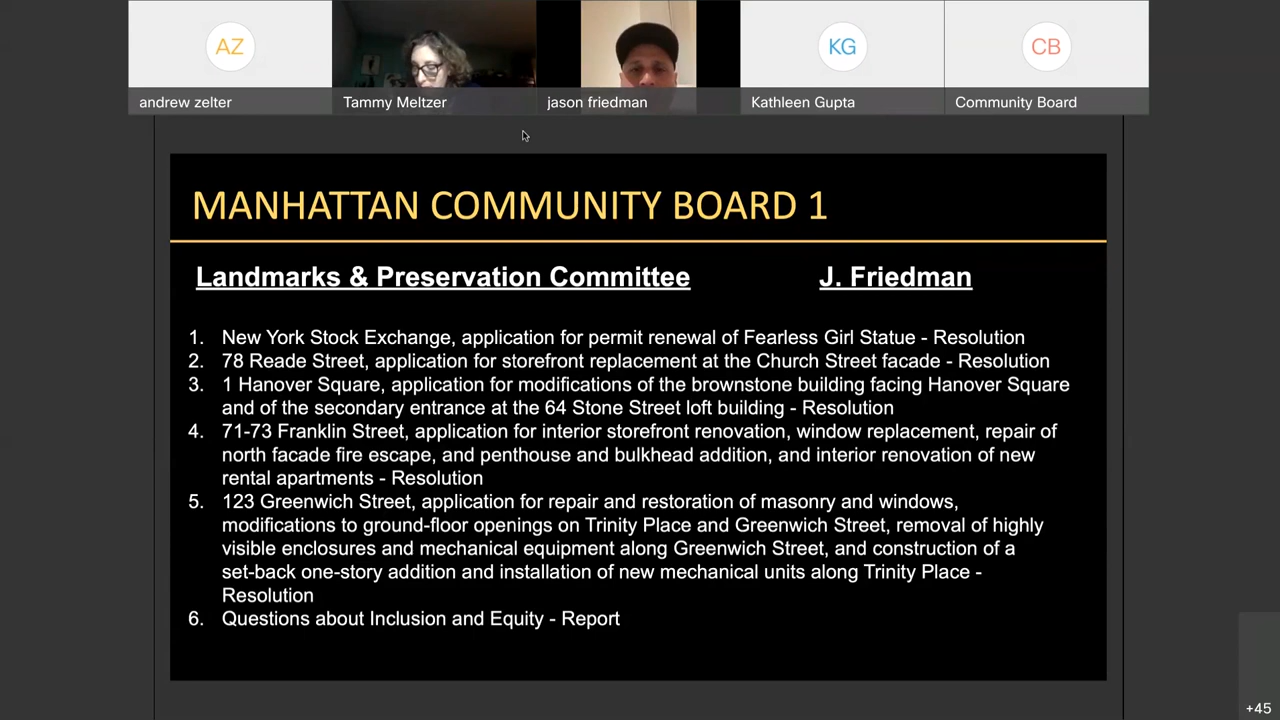 AZ
KG
CB
andrew zelter
Tammy Meltzer
jason friedman
Kathleen Gupta
Community Board
MANHATTAN COMMUNITY BOARD 1
Landmarks & Preservation Committee J. Friedman
1. New York Stock Exchange, application for permit renewal of Fearless Girl Statue - Resolution
2. 78 Reade Street, application for storefront replacement at the Church Street facade - Resolution
3. 1 Hanover Square, application for modifications of the brownstone building facing Hanover Square
and of the secondary entrance at the 64 Stone Street loft building - Resolution
4. 71-73 Franklin Street, application for interior storefront renovation, window replacement, repair of
north facade fire escape, and penthouse and bulkhead addition, and interior renovation of new
rental apartments - Resolution
5. 123 Greenwich Street, application for repair and restoration of masonry and windows,
modifications to ground-floor openings on Trinity Place and Greenwich Street, removal of highly
visible enclosures and mechanical equipment along Greenwich Street, and construction of a
set-back one-story addition and installation of new mechanical units along Trinity Place -
Resolution
6. Questions about Inclusion and Equity - Report
+45